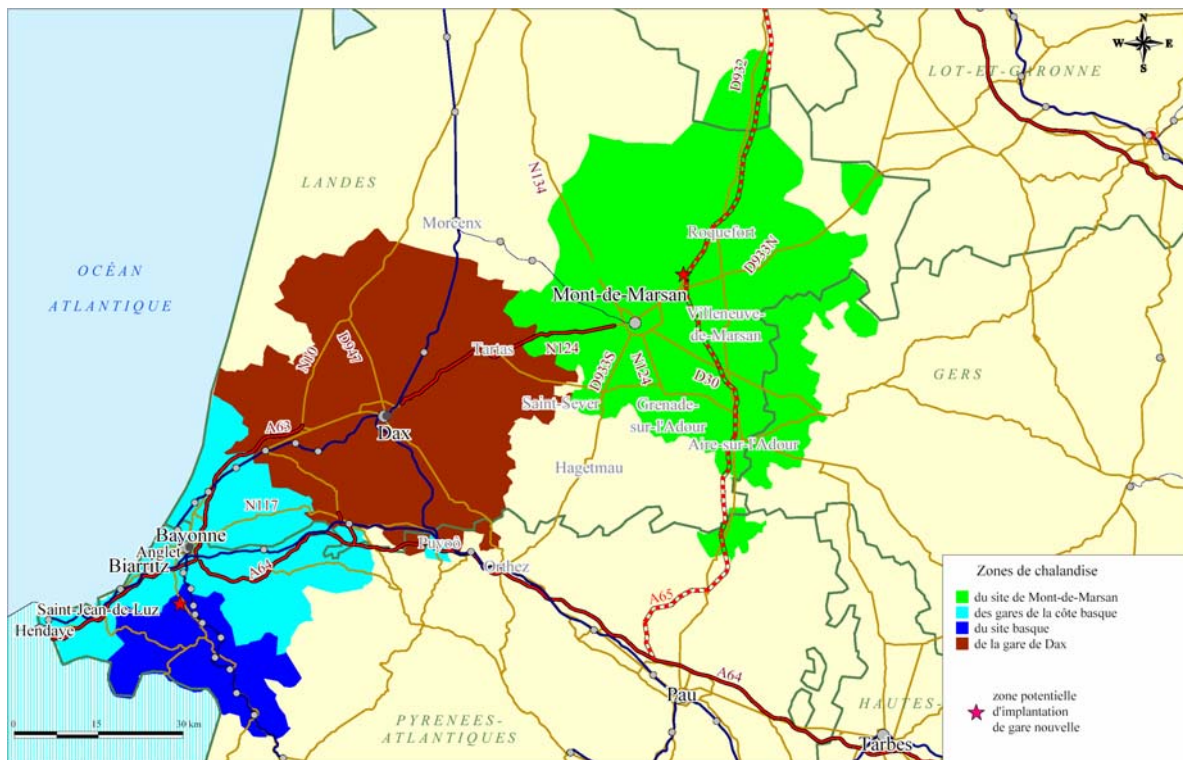 N
W E
S
LOT-ET-GARONNE
D932
LANDES
N134
Morcenx
Roquefort
D933N
OCÉAN
ATLANTIQUE
Mont-de-Marsan
Villeneuve-
de-Marsan
N10
D947
Tartas
N124
D933S
N124
D30
GERS
Saint-Sever
Grenade-
sur-l'Adour
A63
Dax
Aire-sur-l'Adour
Hagetmau
N117
Bayonne
Anglet
Biarritz
A64
Puyoô
Orthez
Saint-Jean-de-Luz
Hendaye
A65
A64
Pau
PYRENEES-
ATLANTIQUES
HAUTES-
Tarbes
0 15 30 km
Zones de chalandise
du site de Mont-de-Marsan
des gares de la côte basque
du site basque
de la gare de Dax
zone potentielle
d'implantation
de gare nouvelle